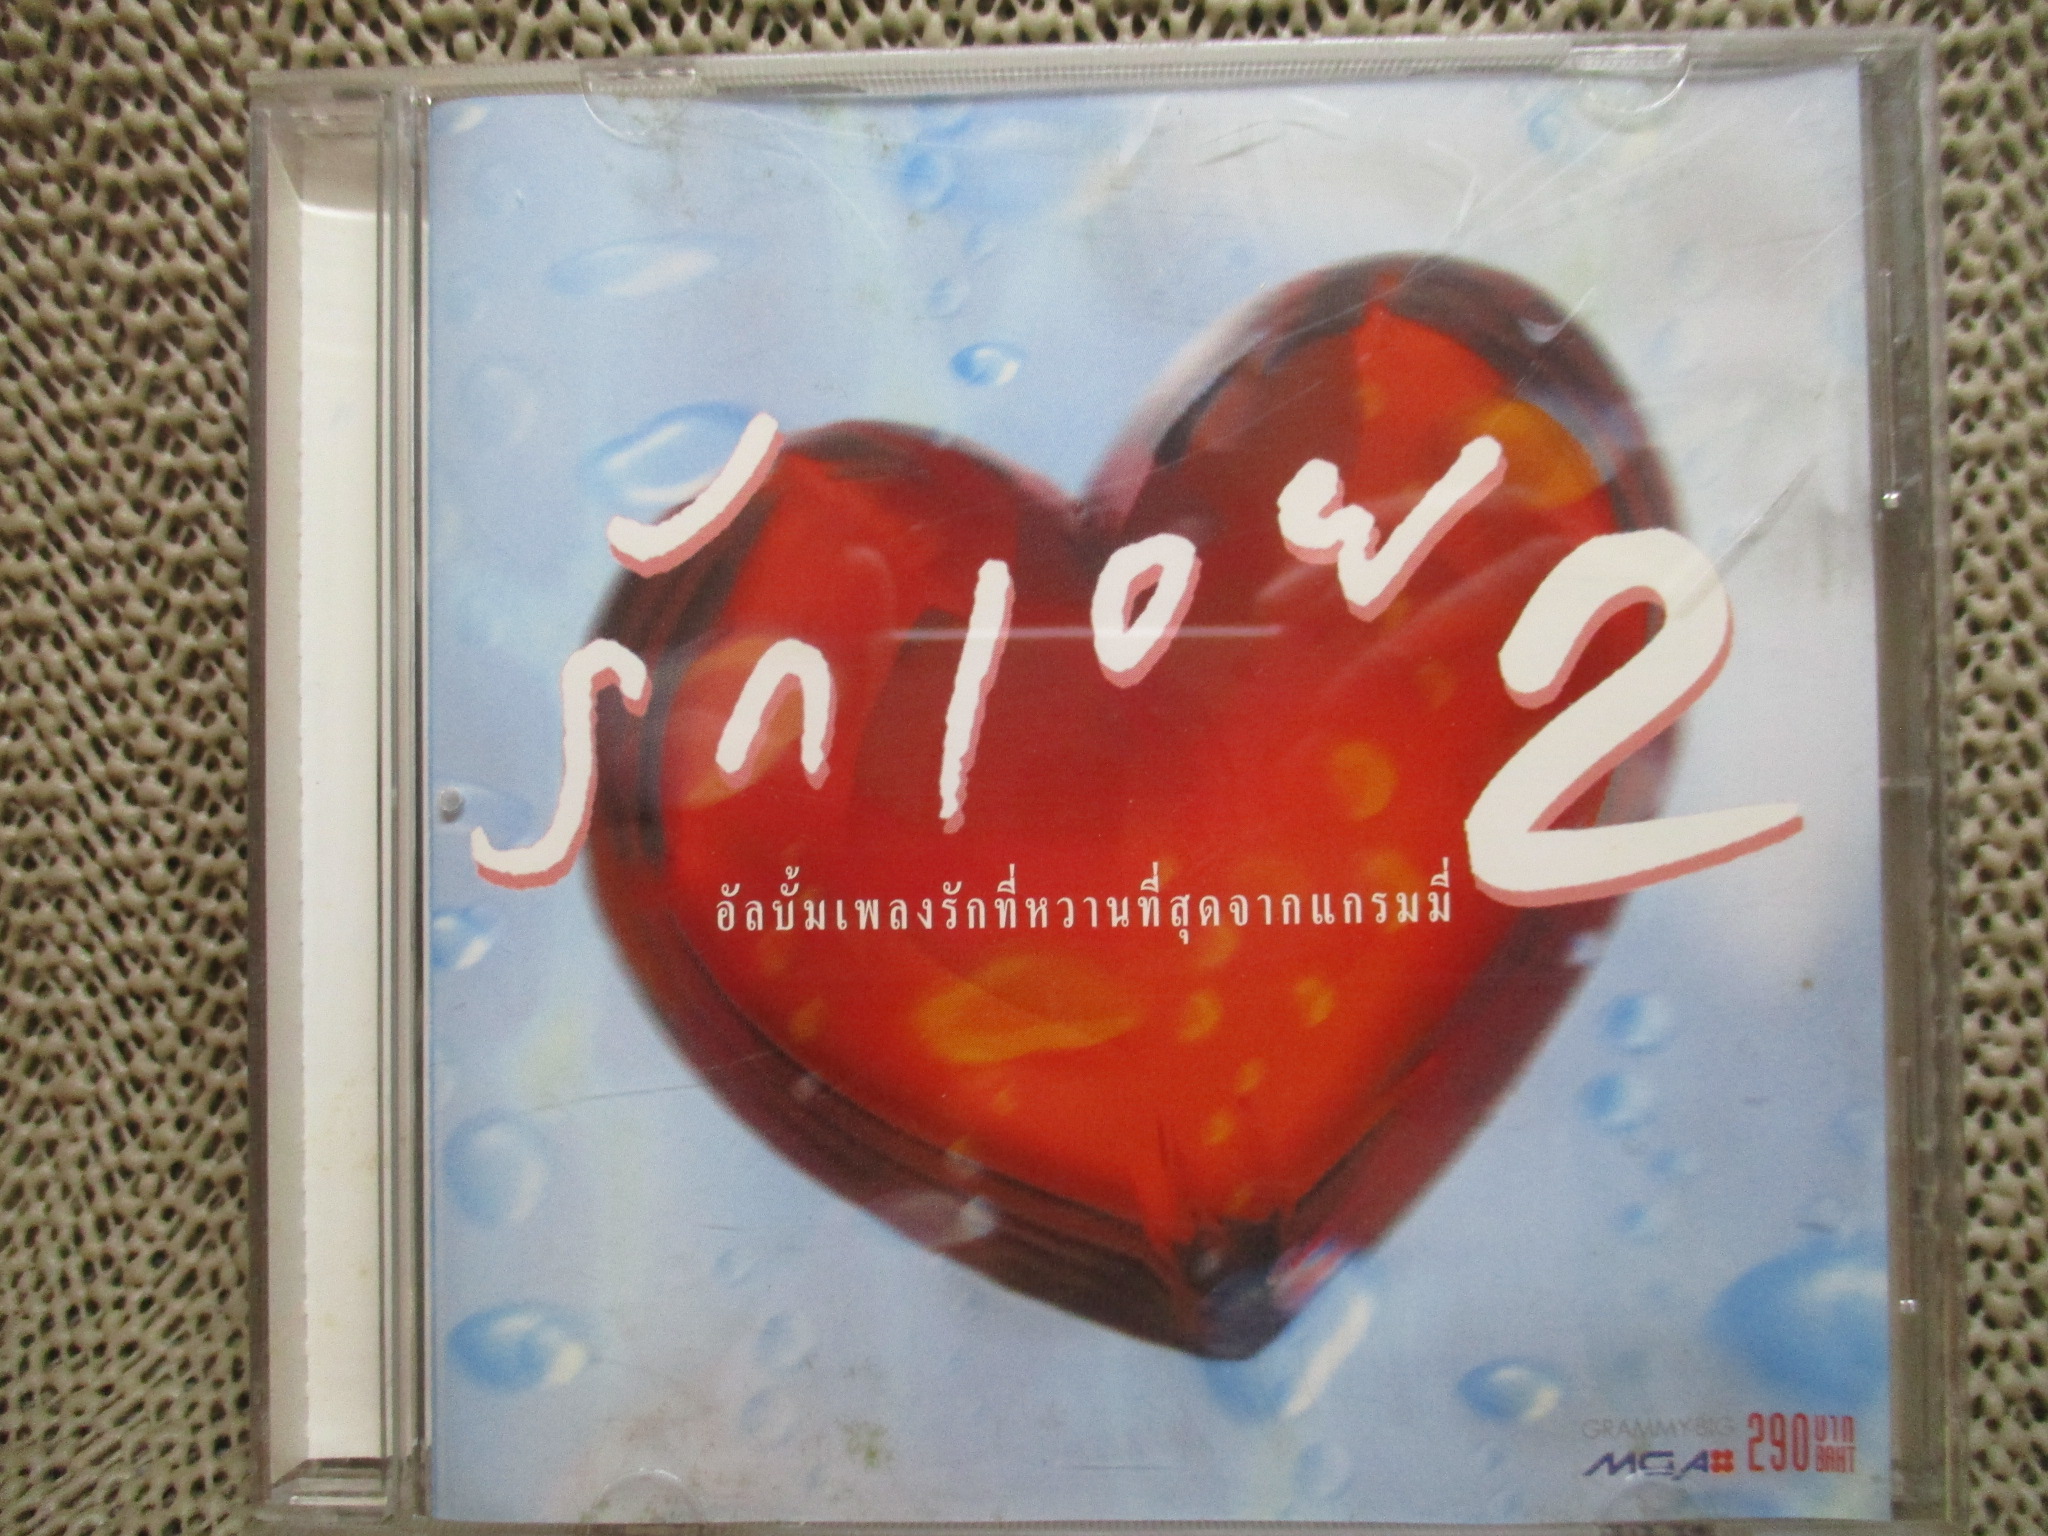 รักเอย 2
อัลบั้มเพลงรักที่หวานที่สุดจากแกรมมี่
GRAMMY BIG
MGA 290 บาท BAHT